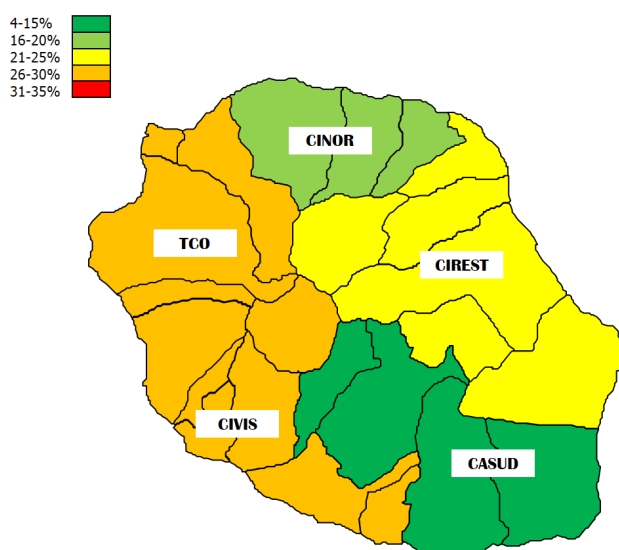 4-15%
16-20%
21-25%
26-30%
31-35%
CINOR
TCO
CIREST
CIVIS
CASUD